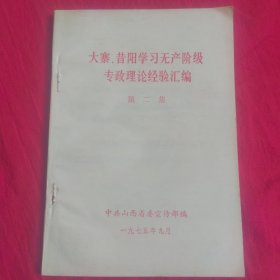 大寨、昔阳学习无产阶级
专政理论经验汇编
第二集
中共山西省委宣传部编
一九七五年九月